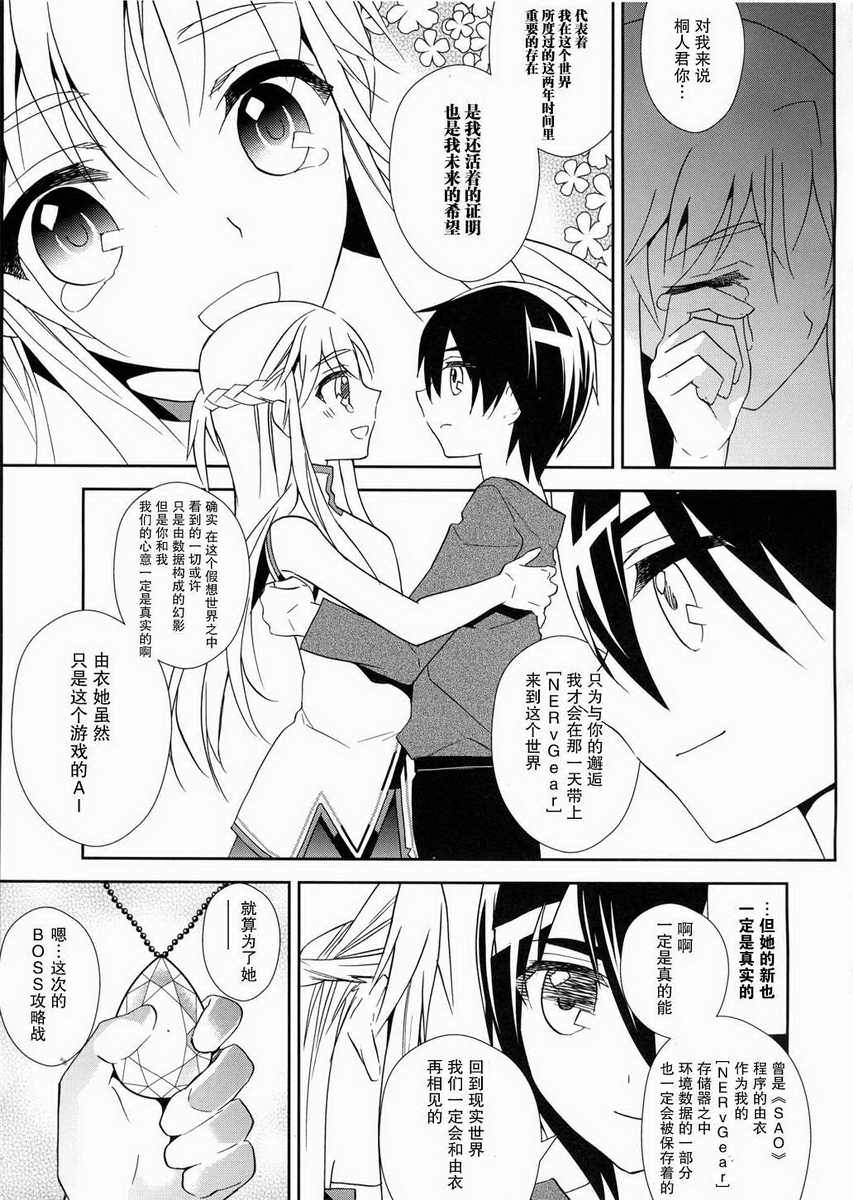 对我来说
桐人君你…
代表着
我在这个世界
所度过的这两年时间里
重要的存在
是我还活着的证明
也是我未来的希望
只为与你的邂逅
我才会在那一天带上
[NERvGear]
来到这个世界
确实 在这个假想世界之中
看到的一切或许
只是由数据构成的幻影
但是你和我
我们的心意一定是真实的啊
由衣她虽然
只是这个游戏的AI
…但她的新也
一定是真实的
啊啊
一定是真的能
曾是《SAO》
程序的由衣
作为我的
[NERvGear]
存储器之中
环境数据的一部分
也一定会被保存着的
回到现实世界
我们一定会和由衣
再相见的
就算为了她
——
嗯…这次的
BOSS攻略战